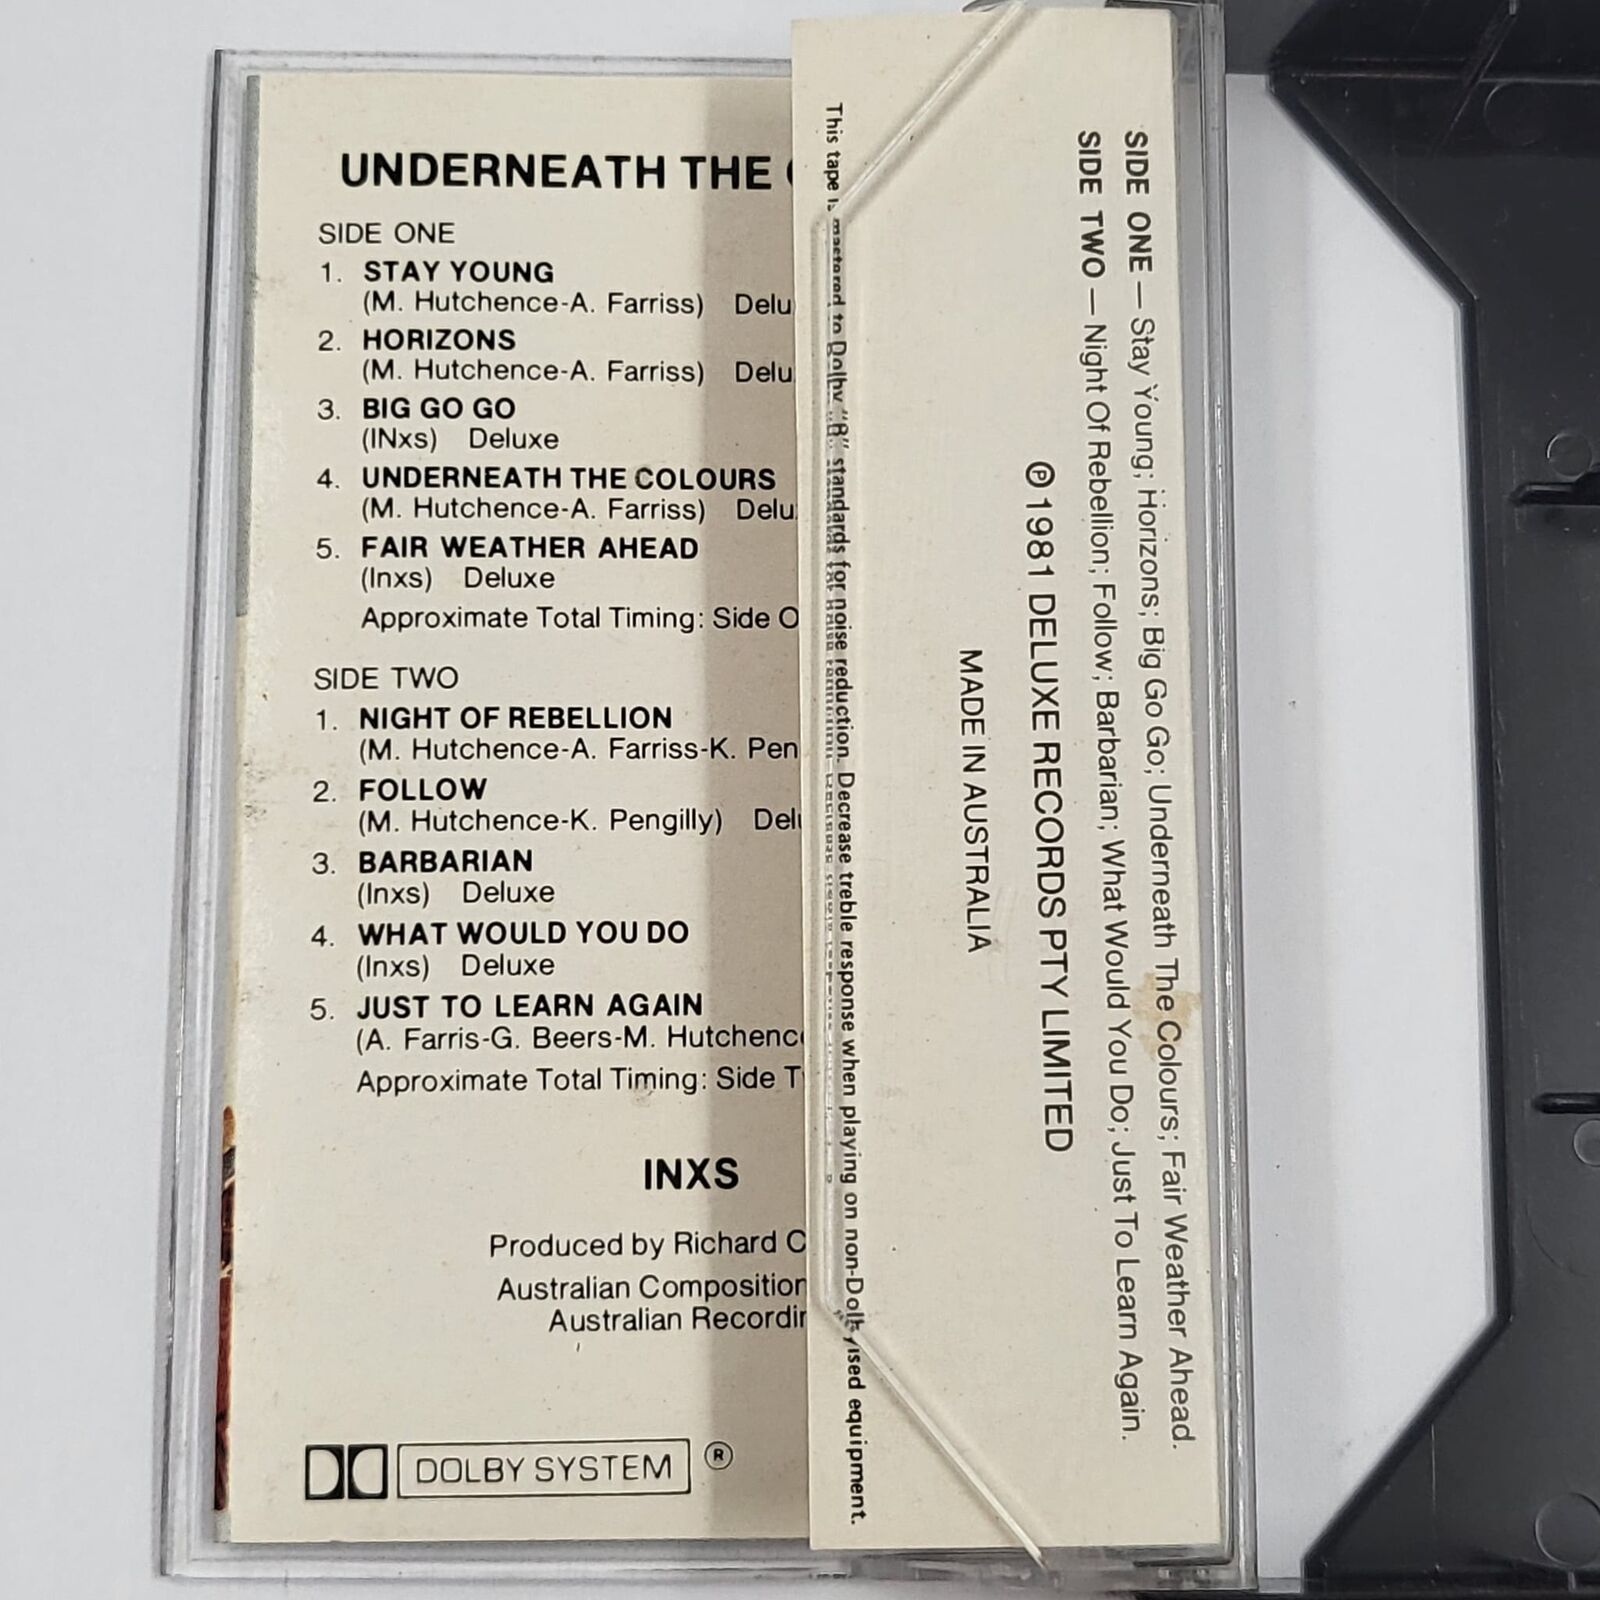 UNDERNEATH THE
SIDE ONE
1. STAY YOUNG
(M. Hutchence-A. Farriss) Delu
2. HORIZONS
(M. Hutchence-A. Farriss) Delu
3. BIG GO GO
(INxs) Deluxe
4. UNDERNEATH THE COLOURS
(M. Hutchence-A. Farriss) Delu
5. FAIR WEATHER AHEAD
(Inxs) Deluxe
Approximate Total Timing: Side O
SIDE TWO
1. NIGHT OF REBELLION
(M. Hutchence-A. Farriss-K. Pen
2. FOLLOW
(M. Hutchence-K. Pengilly) Del
3. BARBARIAN
(Inxs) Deluxe
4. WHAT WOULD YOU DO
(Inxs) Deluxe
5. JUST TO LEARN AGAIN
(A. Farris-G. Beers-M. Hutchenc
Approximate Total Timing: Side T
INXS
Produced by Richard C
Australian Composition
Australian Recordin
DOLBY SYSTEM ®
SIDE ONE — Stay Young; Horizons; Big Go Go; Underneath The Colours; Fair Weather Ahead.
SIDE TWO — Night Of Rebellion; Follow; Barbarian; What Would You Do; Just To Learn Again.
℗ 1981 DELUXE RECORDS PTY LIMITED
MADE IN AUSTRALIA
This tape is mastered to Dolby "B" standards for noise reduction. Decrease treble response when playing on non-Dolbyised equipment.